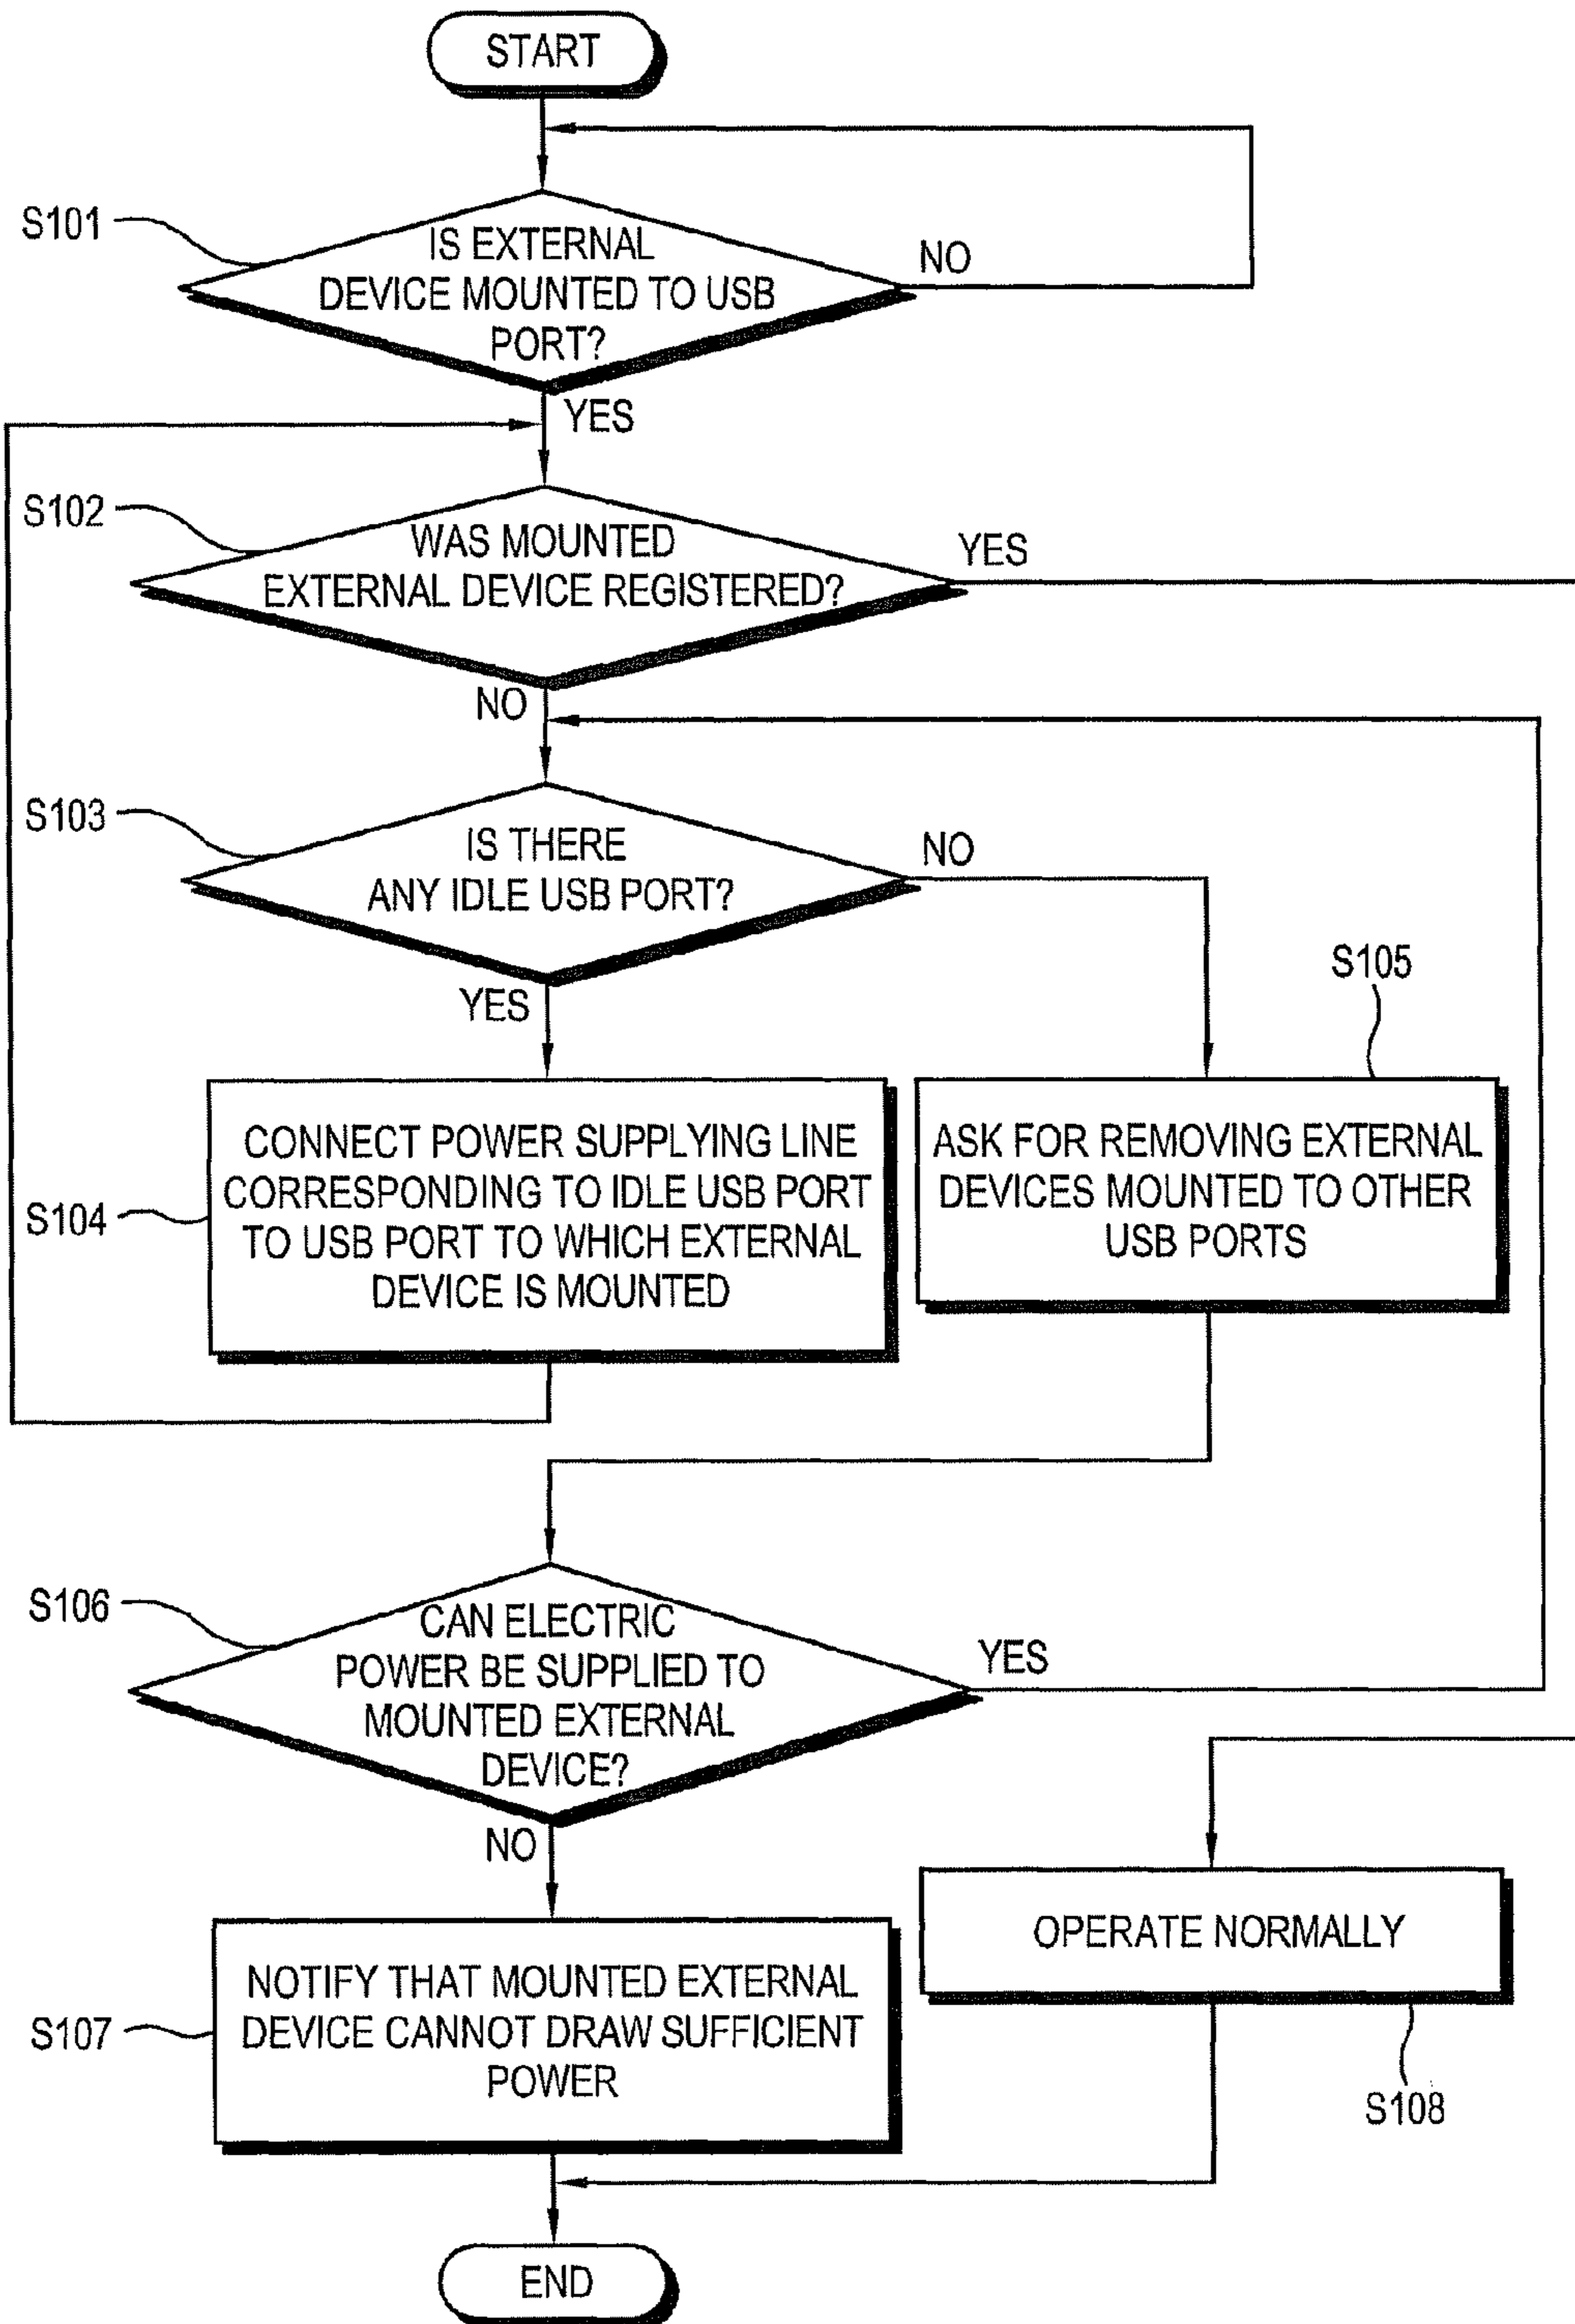 START
S101
IS EXTERNAL
DEVICE MOUNTED TO USB
PORT?
NO
YES
S102
WAS MOUNTED
EXTERNAL DEVICE REGISTERED?
YES
NO
S103
IS THERE
ANY IDLE USB PORT?
NO
YES
S105
S104
CONNECT POWER SUPPLYING LINE
CORRESPONDING TO IDLE USB PORT
TO USB PORT TO WHICH EXTERNAL
DEVICE IS MOUNTED
ASK FOR REMOVING EXTERNAL
DEVICES MOUNTED TO OTHER
USB PORTS
S106
CAN ELECTRIC
POWER BE SUPPLIED TO
MOUNTED EXTERNAL
DEVICE?
YES
NO
S107
NOTIFY THAT MOUNTED EXTERNAL
DEVICE CANNOT DRAW SUFFICIENT
POWER
OPERATE NORMALLY
S108
END